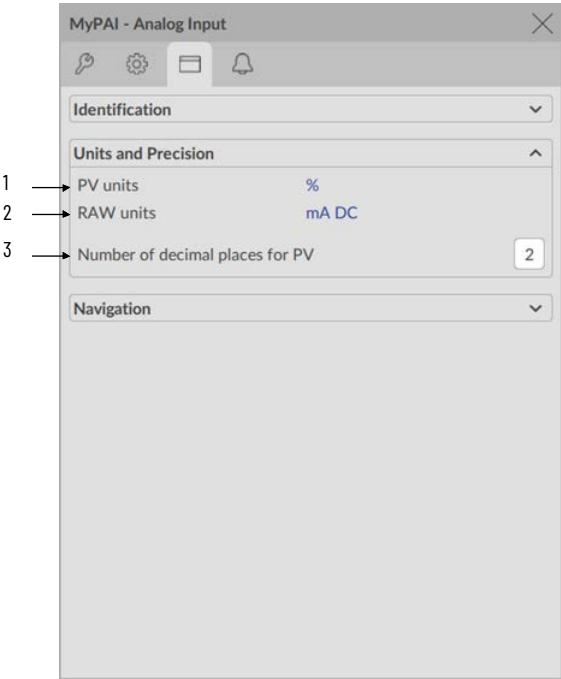 MyPAI - Analog Input
Identification
Units and Precision
1 PV units %
2 RAW units mA DC
3 Number of decimal places for PV 2
Navigation